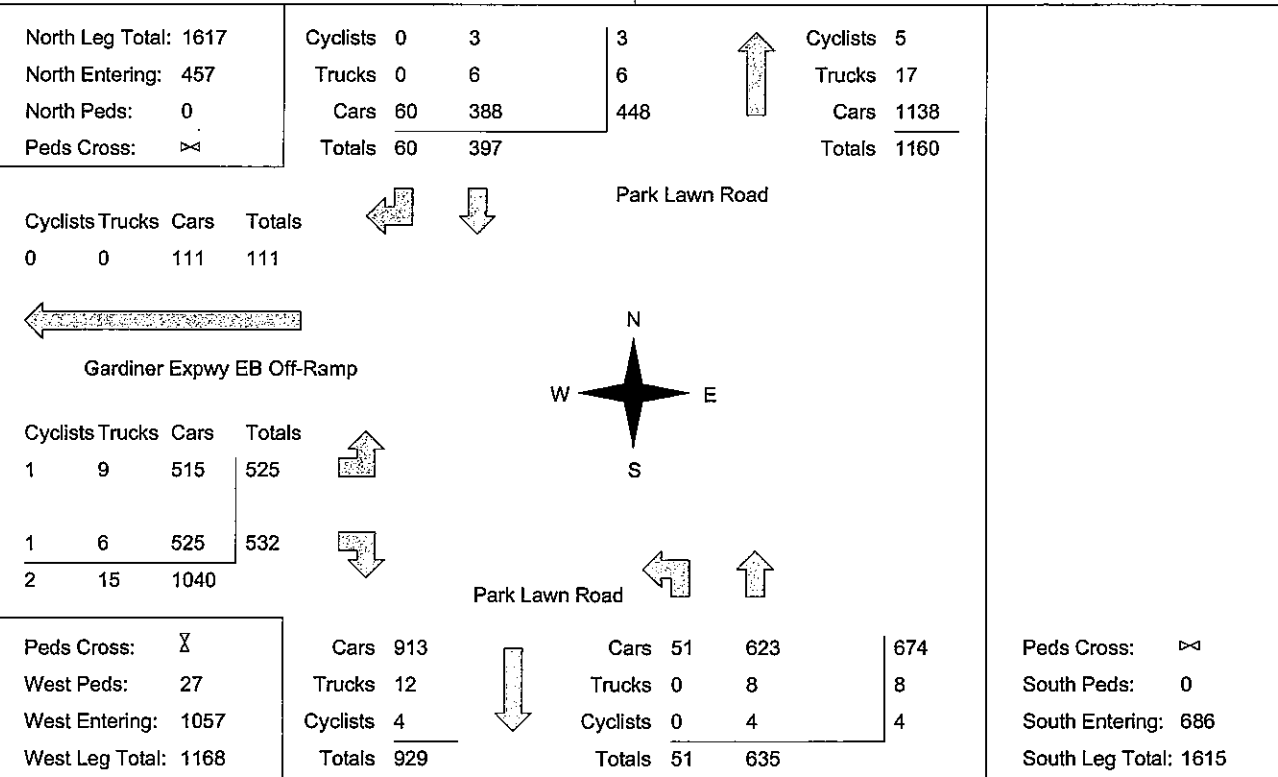 North Leg Total: 1617
North Entering: 457
North Peds: 0
Peds Cross:
Cyclists 0 3 3
Trucks 0 6 6
Cars 60 388 448
Totals 60 397
Cyclists 5
Trucks 17
Cars 1138
Totals 1160
Park Lawn Road
Cyclists Trucks Cars Totals
0 0 111 111
Gardiner Expwy EB Off-Ramp
N
W E
S
Cyclists Trucks Cars Totals
1 9 515 525
1 6 525 532
2 15 1040
Park Lawn Road
Peds Cross:
West Peds: 27
West Entering: 1057
West Leg Total: 1168
Cars 913
Trucks 12
Cyclists 4
Totals 929
Cars 51 623 674
Trucks 0 8 8
Cyclists 0 4 4
Totals 51 635
Peds Cross:
South Peds: 0
South Entering: 686
South Leg Total: 1615